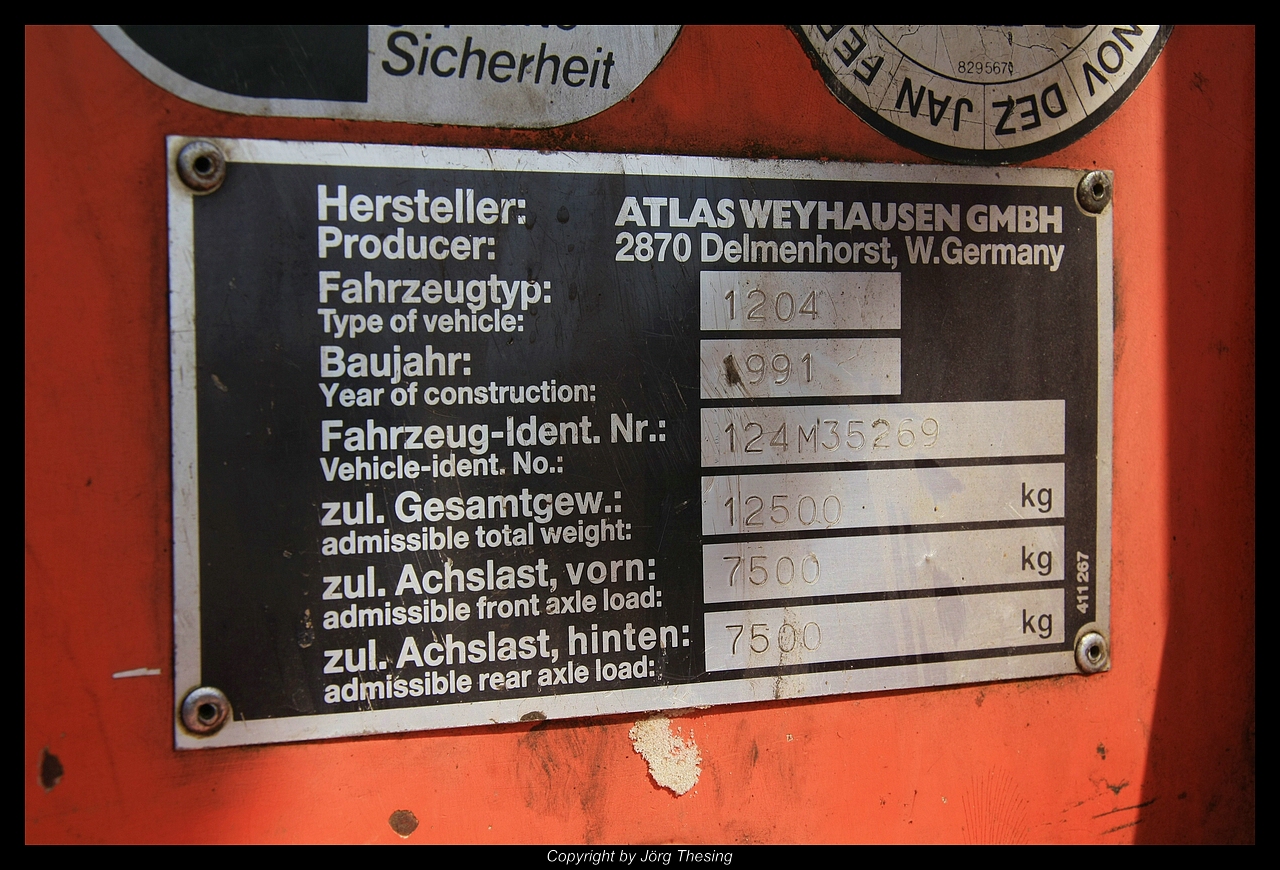 Sicherheit
8295671
NOV DEZ JAN FEB
Hersteller: ATLAS WEYHAUSEN GMBH
Producer: 2870 Delmenhorst, W.Germany
Fahrzeugtyp: 1204
Type of vehicle:
Baujahr: 1991
Year of construction:
Fahrzeug-Ident. Nr.: 124M35269
Vehicle-ident. No.:
zul. Gesamtgew.: 12500 kg
admissible total weight:
zul. Achslast, vorn: 7500 kg
admissible front axle load:
zul. Achslast, hinten: 7500 kg
admissible rear axle load:
411 267
Copyright by Jörg Thesing